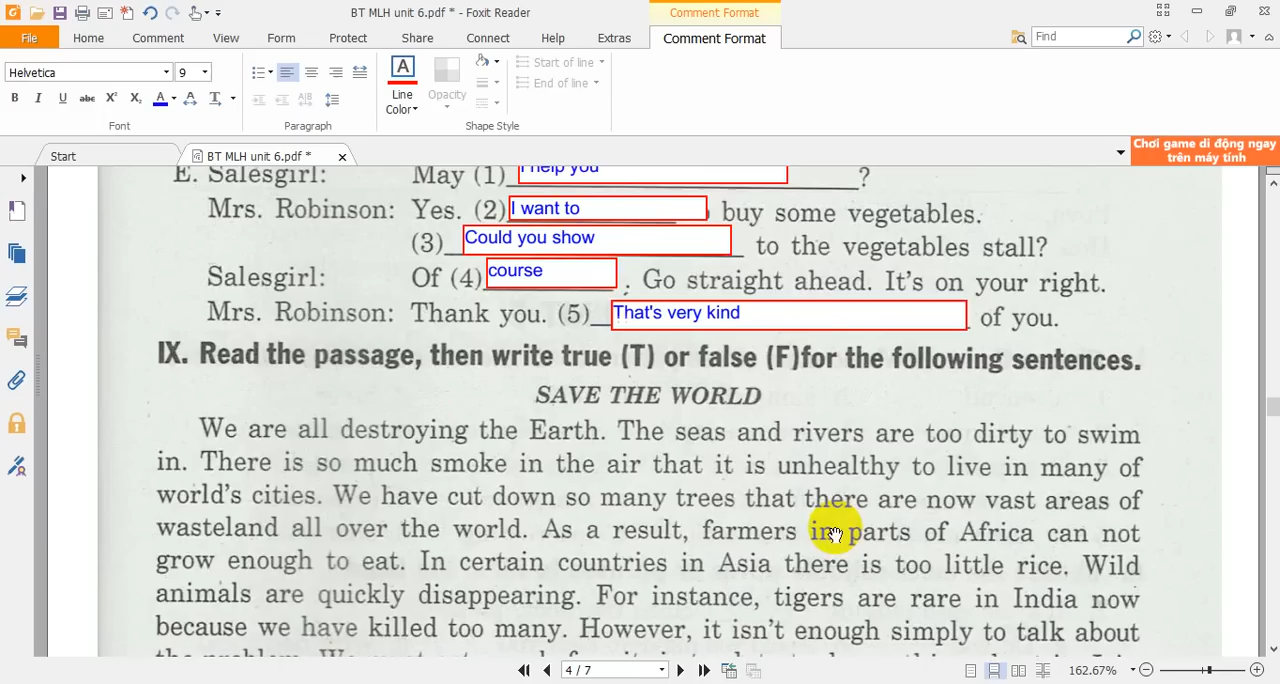 BT MLH unit 6.pdf * - Foxit Reader
Comment Format
File Home Comment View Form Protect Share Connect Help Extras Comment Format Find
Helvetica 9
B I U abc X² X₂ A A T
Font
Paragraph
Line Color
Opacity
Start of line
End of line
Shape Style
Start
BT MLH unit 6.pdf *
Chơi game di động ngay
trên máy tính
E. Salesgirl: May (1) I help you ?
Mrs. Robinson: Yes. (2) I want to buy some vegetables.
(3) Could you show to the vegetables stall?
Salesgirl: Of (4) course . Go straight ahead. It's on your right.
Mrs. Robinson: Thank you. (5) That's very kind of you.
IX. Read the passage, then write true (T) or false (F)for the following sentences.
SAVE THE WORLD
We are all destroying the Earth. The seas and rivers are too dirty to swim
in. There is so much smoke in the air that it is unhealthy to live in many of
world's cities. We have cut down so many trees that there are now vast areas of
wasteland all over the world. As a result, farmers in parts of Africa can not
grow enough to eat. In certain countries in Asia there is too little rice. Wild
animals are quickly disappearing. For instance, tigers are rare in India now
because we have killed too many. However, it isn't enough simply to talk about
4 / 7
162.67%